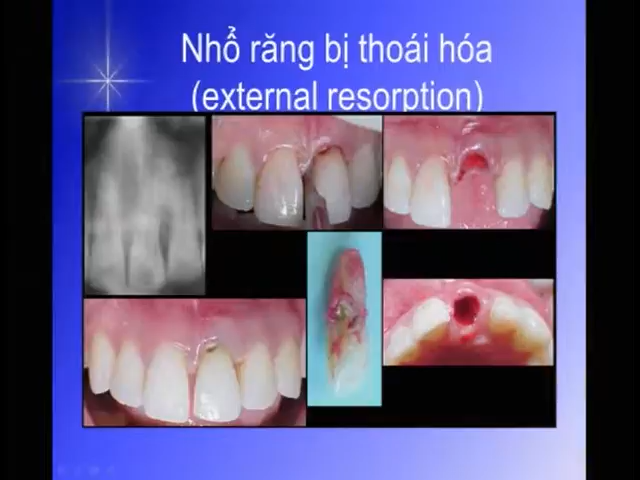 Nhổ răng bị thoái hóa
(external resorption)